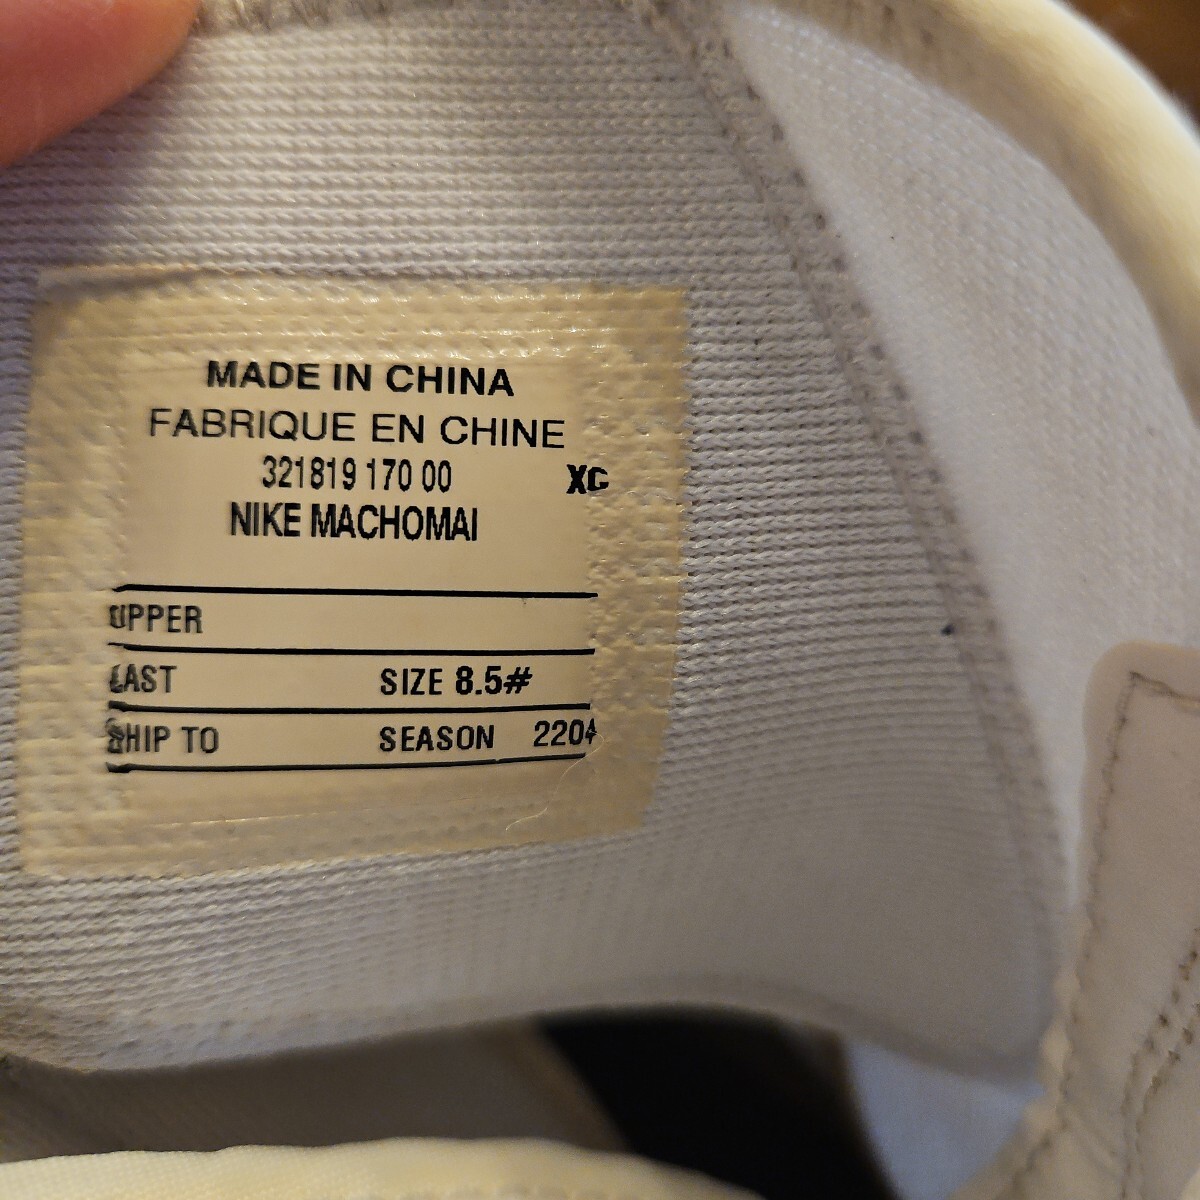 MADE IN CHINA
FABRIQUE EN CHINE
321819 170 00 XC
NIKE MACHOMAI
UPPER
LAST SIZE 8.5#
SHIP TO SEASON 2204